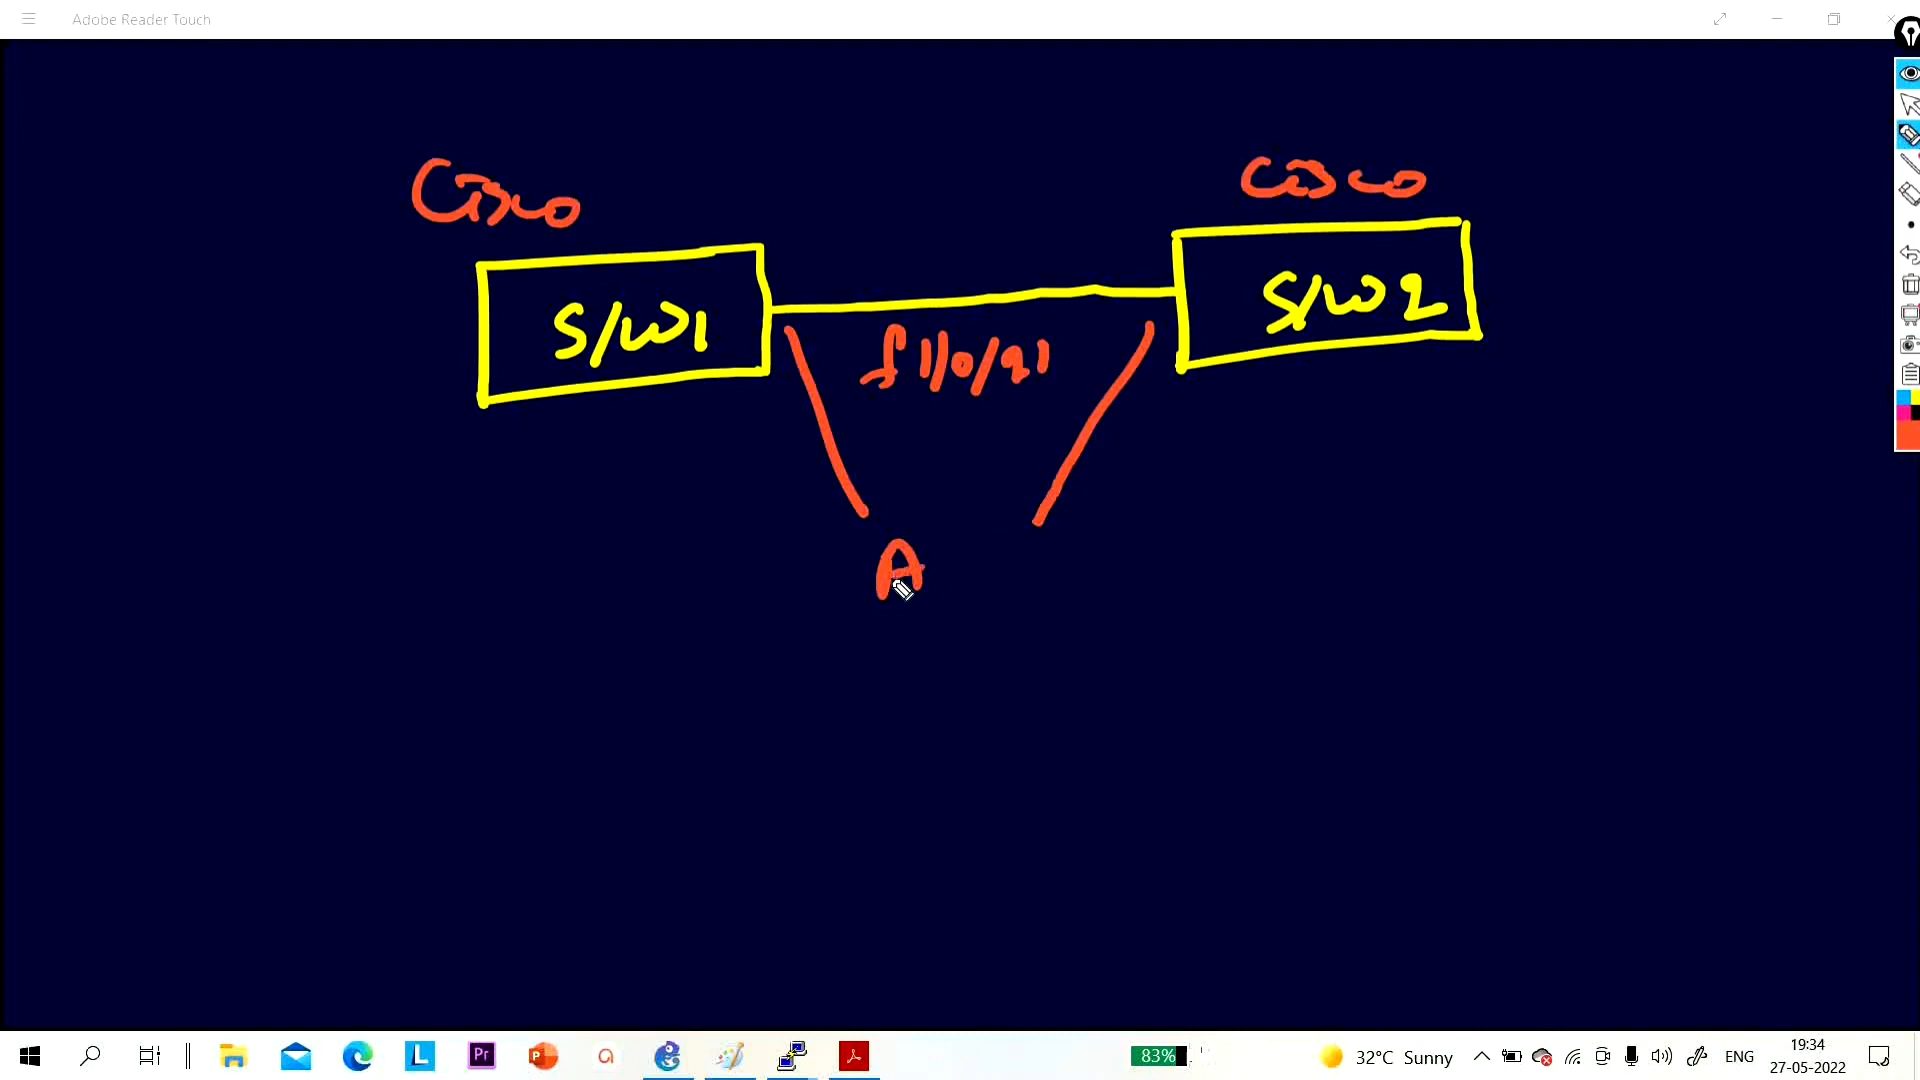 Adobe Reader Touch
Cisco
Cisco
S/W1
S/W2
f1/0/21
A
83%
32°C Sunny
ENG
19:34
27-05-2022